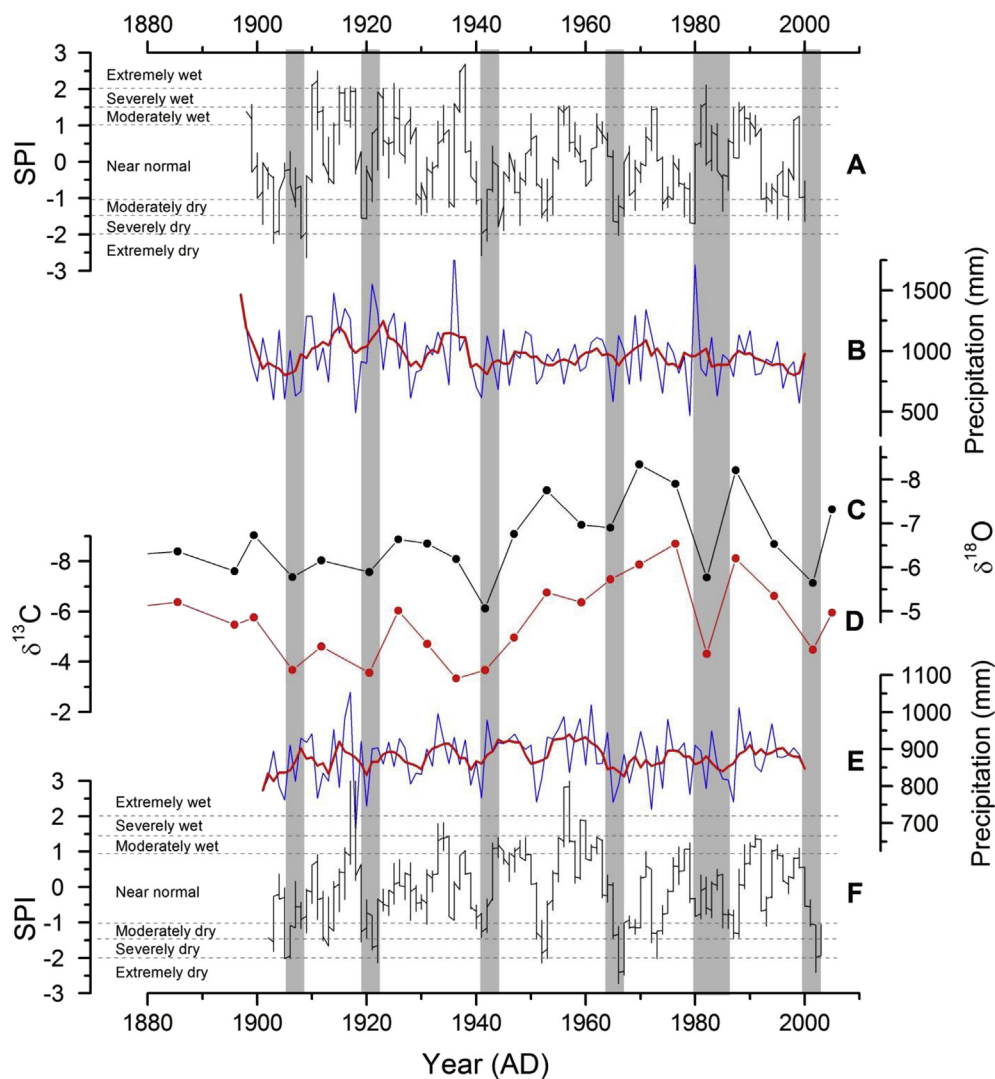 1880 1900 1920 1940 1960 1980 2000
3
2
1
0
-1
-2
-3
SPI
Extremely wet
Severely wet
Moderately wet
Near normal
Moderately dry
Severely dry
Extremely dry
A
B
1500
1000
500
Precipitation (mm)
C
-8
-7
-6
-5
δ18O
-8
-6
-4
-2
δ13C
D
1100
1000
900
800
700
Precipitation (mm)
E
3
2
1
0
-1
-2
-3
SPI
Extremely wet
Severely wet
Moderately wet
Near normal
Moderately dry
Severely dry
Extremely dry
F
1880 1900 1920 1940 1960 1980 2000
Year (AD)